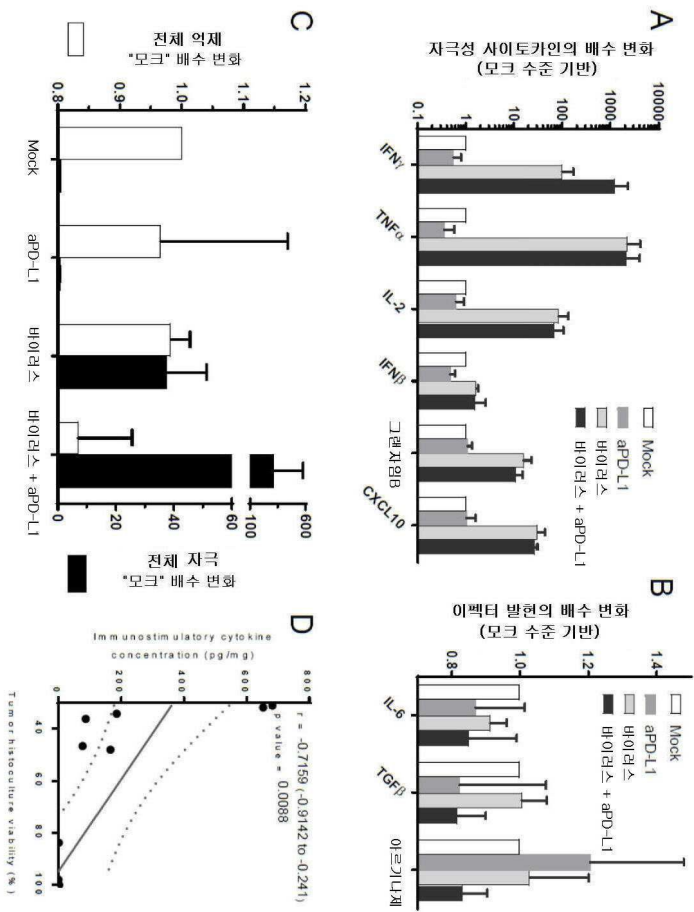 A
자극성 사이토카인의 배수 변화
(모크 수준 기반)
10000
1000
100
10
1
0.1
IFNγ
TNFα
IL-2
IFNβ
그랜자임B
CXCL10
Mock
aPD-L1
바이러스
바이러스 + aPD-L1
B
이펙터 발현의 배수 변화
(모크 수준 기반)
1.2
1.0
0.8
IL-6
TGFβ
아르기나제
Mock
aPD-L1
바이러스
바이러스 + aPD-L1
C
전체 억제
"모크" 배수 변화
1.2
1.1
1.0
0.9
0.8
Mock
aPD-L1
바이러스
바이러스 + aPD-L1
600
100
60
40
20
0
전체 자극
"모크" 배수 변화
D
Immunostimulatory cytokine
concentration (pg/mg)
800
600
400
200
0
r = -0.7159 (-0.9142 to -0.241)
p value = 0.0088
40
60
80
100
Tumor histoculture viability (%)